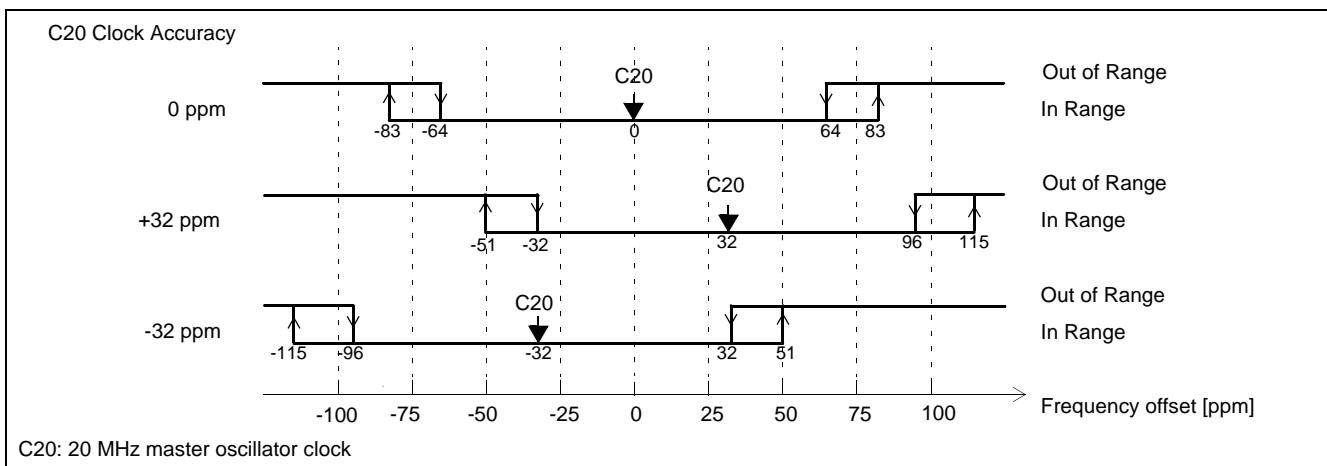 C20 Clock Accuracy
C20
Out of Range
0 ppm
In Range
-83 -64 0 64 83
C20
Out of Range
+32 ppm
In Range
-51 -32 32 96 115
C20
Out of Range
-32 ppm
In Range
-115 -96 -32 32 51
-100 -75 -50 -25 0 25 50 75 100 Frequency offset [ppm]
C20: 20 MHz master oscillator clock